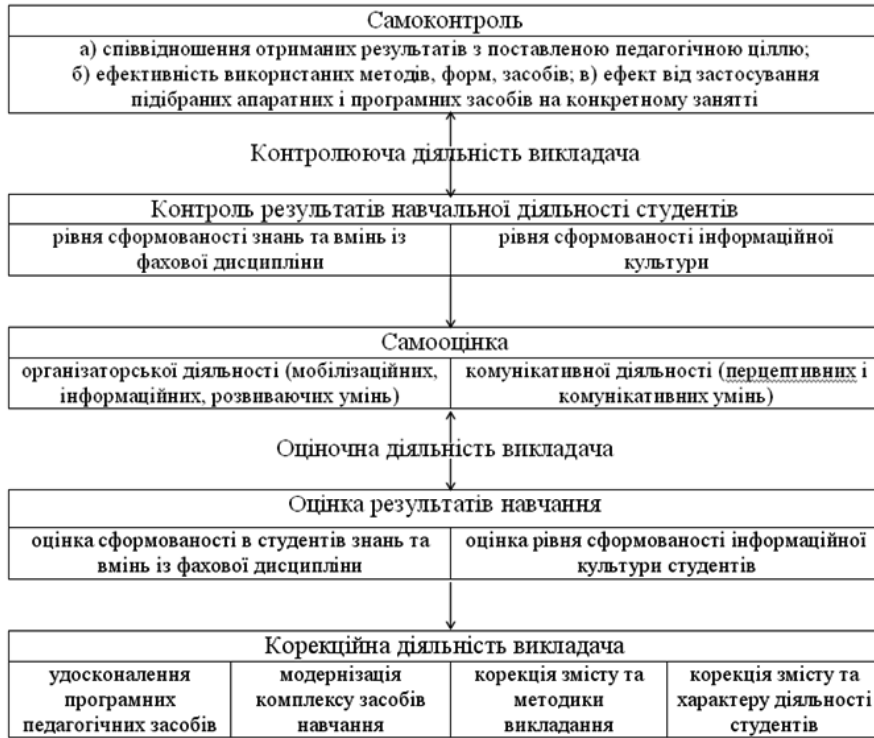 Самоконтроль
а) співвідношення отриманих результатів з поставленою педагогічною ціллю;
б) ефективність використаних методів, форм, засобів; в) ефект від застосування
підібраних апаратних і програмних засобів на конкретному занятті
Контролююча діяльність викладача
Контроль результатів навчальної діяльності студентів
рівня сформованості знань та вмінь із
фахової дисципліни
рівня сформованості інформаційної
культури
Самооцінка
організаторської діяльності (мобілізаційних,
інформаційних, розвиваючих умінь)
комунікативної діяльності (перцептивних і
комунікативних умінь)
Оціночна діяльність викладача
Оцінка результатів навчання
оцінка сформованості в студентів знань та
вмінь із фахової дисципліни
оцінка рівня сформованості інформаційної
культури студентів
Корекційна діяльність викладача
удосконалення
програмних
педагогічних засобів
модернізація
комплексу засобів
навчання
корекція змісту та
методики
викладання
корекція змісту та
характеру діяльності
студентів